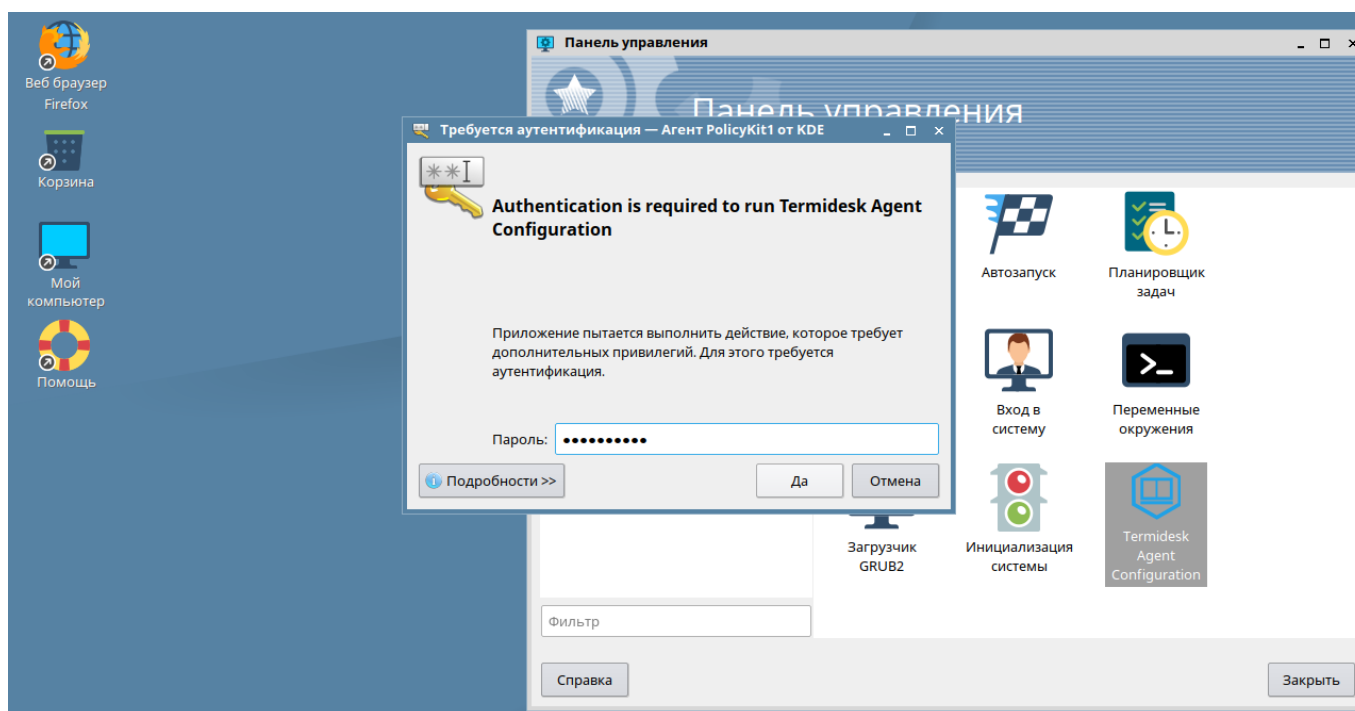 Веб браузер
Firefox
Корзина
Мой
компьютер
Помощь
Панель управления
Панель управления
Требуется аутентификация — Агент PolicyKit1 от KDE
Authentication is required to run Termidesk Agent
Configuration
Приложение пытается выполнить действие, которое требует
дополнительных привилегий. Для этого требуется
аутентификация.
Пароль: ••••••••••
Подробности >>
Да
Отмена
Автозапуск
Планировщик
задач
Вход в
систему
Переменные
окружения
Загрузчик
GRUB2
Инициализация
системы
Termidesk
Agent
Configuration
Фильтр
Справка
Закрыть